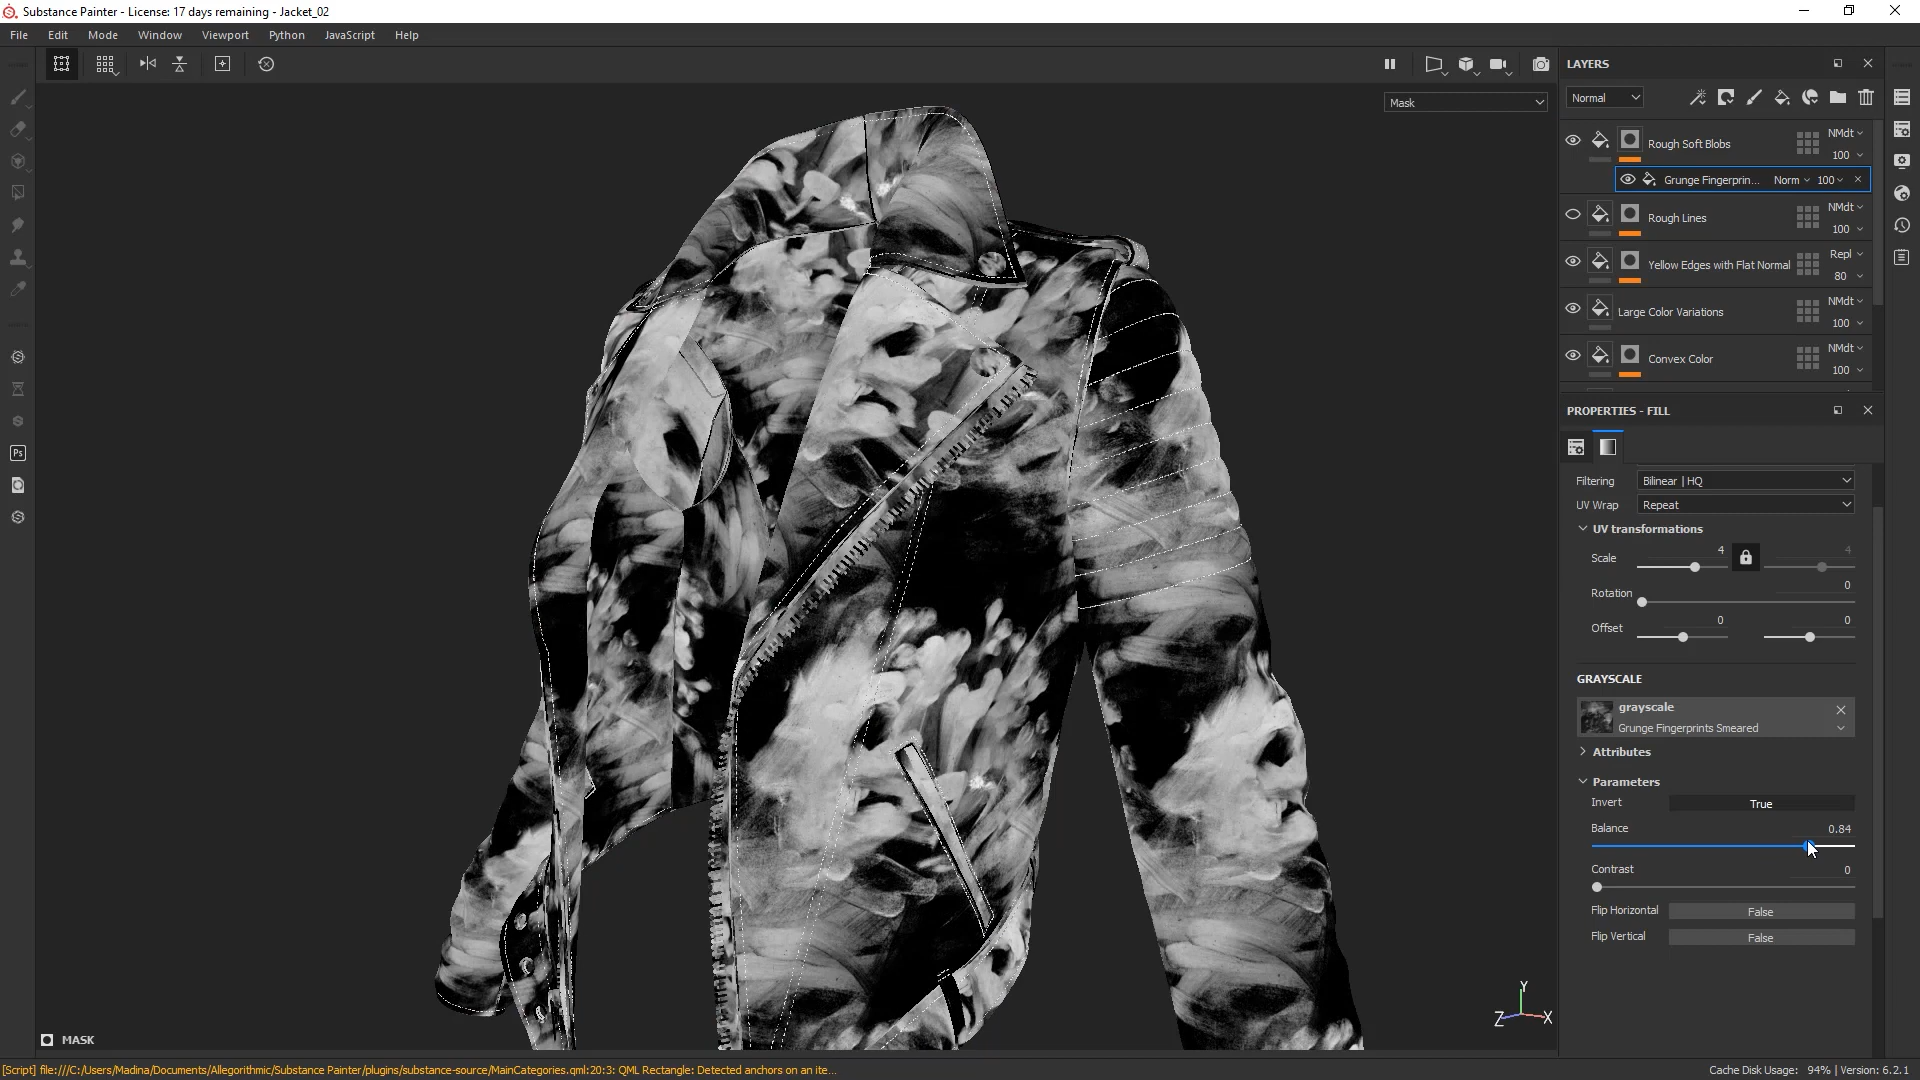 Substance Painter - License: 17 days remaining - Jacket_02
File Edit Mode Window Viewport Python JavaScript Help
Mask
LAYERS
Normal
Rough Soft Blobs
NMdt
100
Grunge Fingerprin... Norm 100
Rough Lines
NMdt
100
Yellow Edges with Flat Normal
Repl
80
Large Color Variations
NMdt
100
Convex Color
NMdt
100
PROPERTIES - FILL
Filtering Bilinear | HQ
UV Wrap Repeat
UV transformations
Scale 4 4
Rotation 0
Offset 0 0
GRAYSCALE
grayscale
Grunge Fingerprints Smeared
Attributes
Parameters
Invert True
Balance 0.84
Contrast 0
Flip Horizontal False
Flip Vertical False
Ps
Y
Z X
MASK
[Script] file:///C:/Users/Madina/Documents/Allegorithmic/Substance Painter/plugins/substance-source/MainCategories.qml:20:3: QML Rectangle: Detected anchors on an ite...
Cache Disk Usage: 94% | Version: 6.2.1